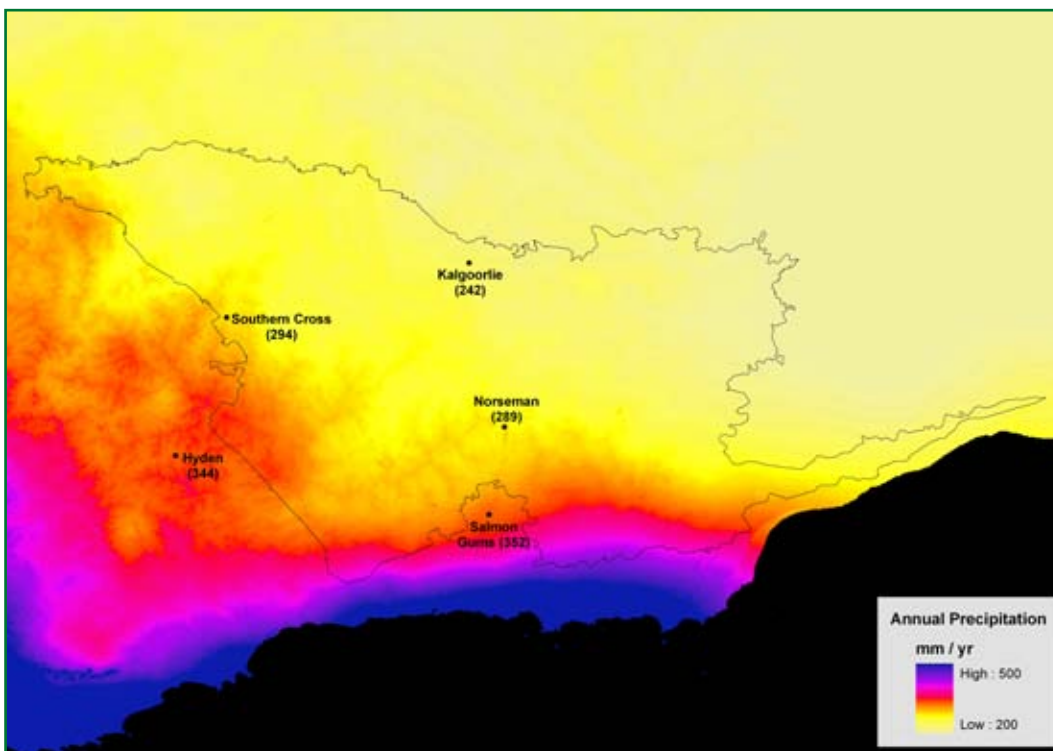 Kalgoorlie
(242)
Southern Cross
(294)
Norseman
(289)
Hyden
(344)
Salmon
Gums (352)
Annual Precipitation
mm / yr
High : 500
Low : 200